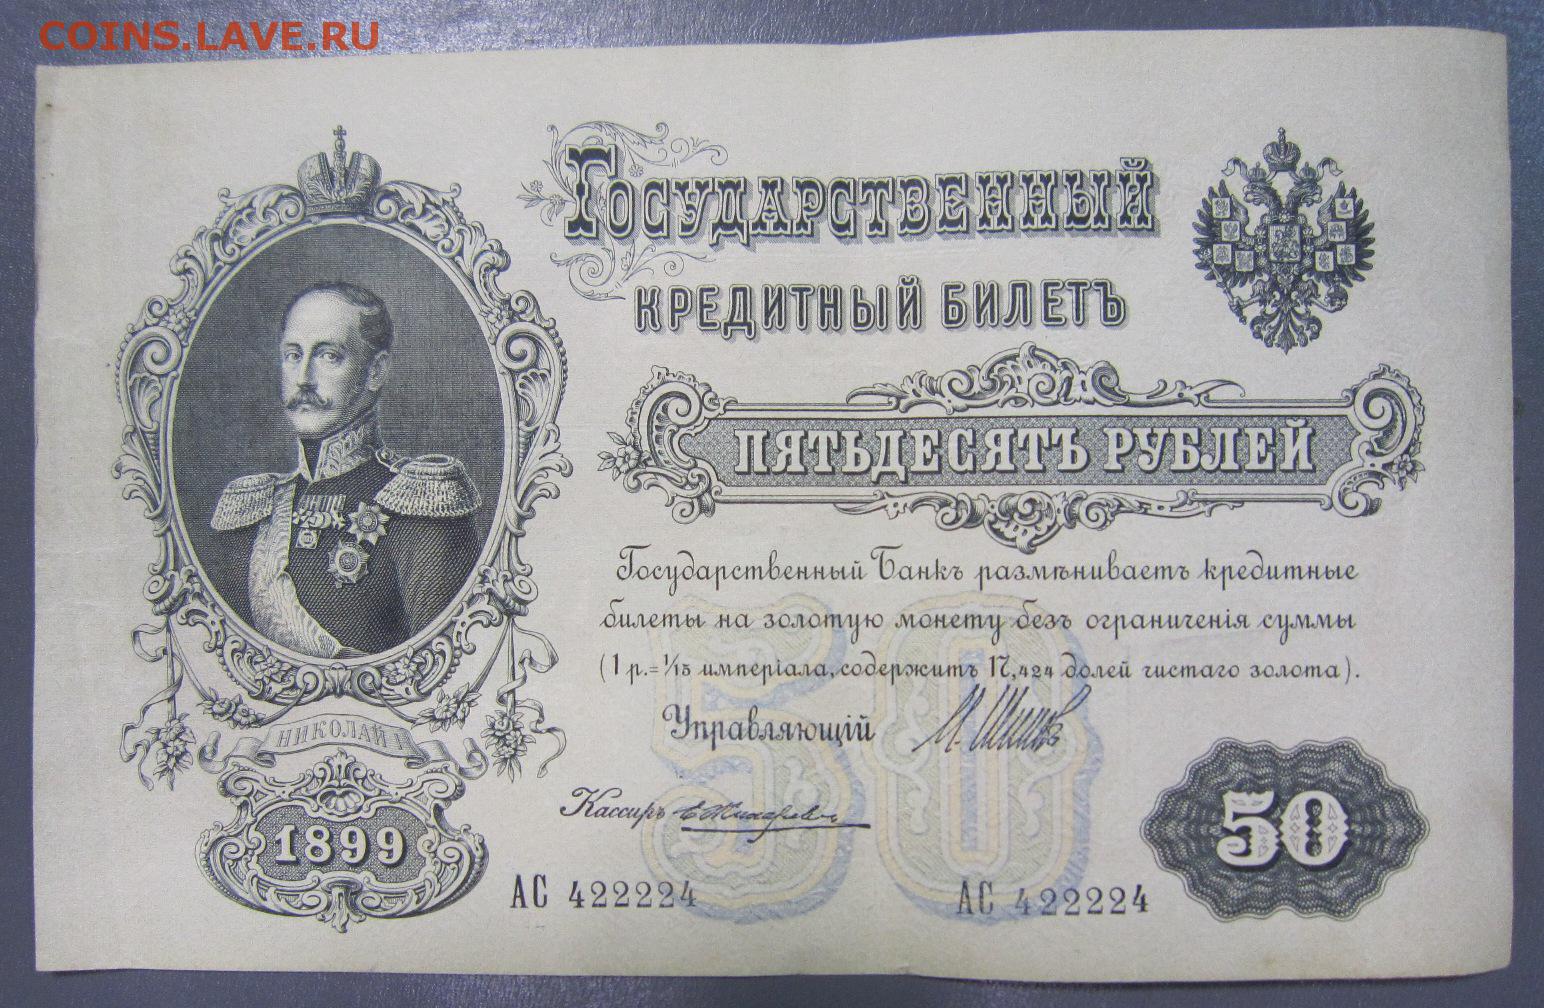 COINS.LAVE.RU
Государственный
кредитный билетъ
пятьдесятъ рублей
Государственный Банкъ размѣниваетъ кредитные
билеты на золотую монету безъ ограниченія суммы
(1 р.=1/15 имперіала, содержитъ 17,424 долей чистаго золота).
Управляющій
Кассиръ
НИКОЛАЙ I
1899
50
50
АС 422224
АС 422224